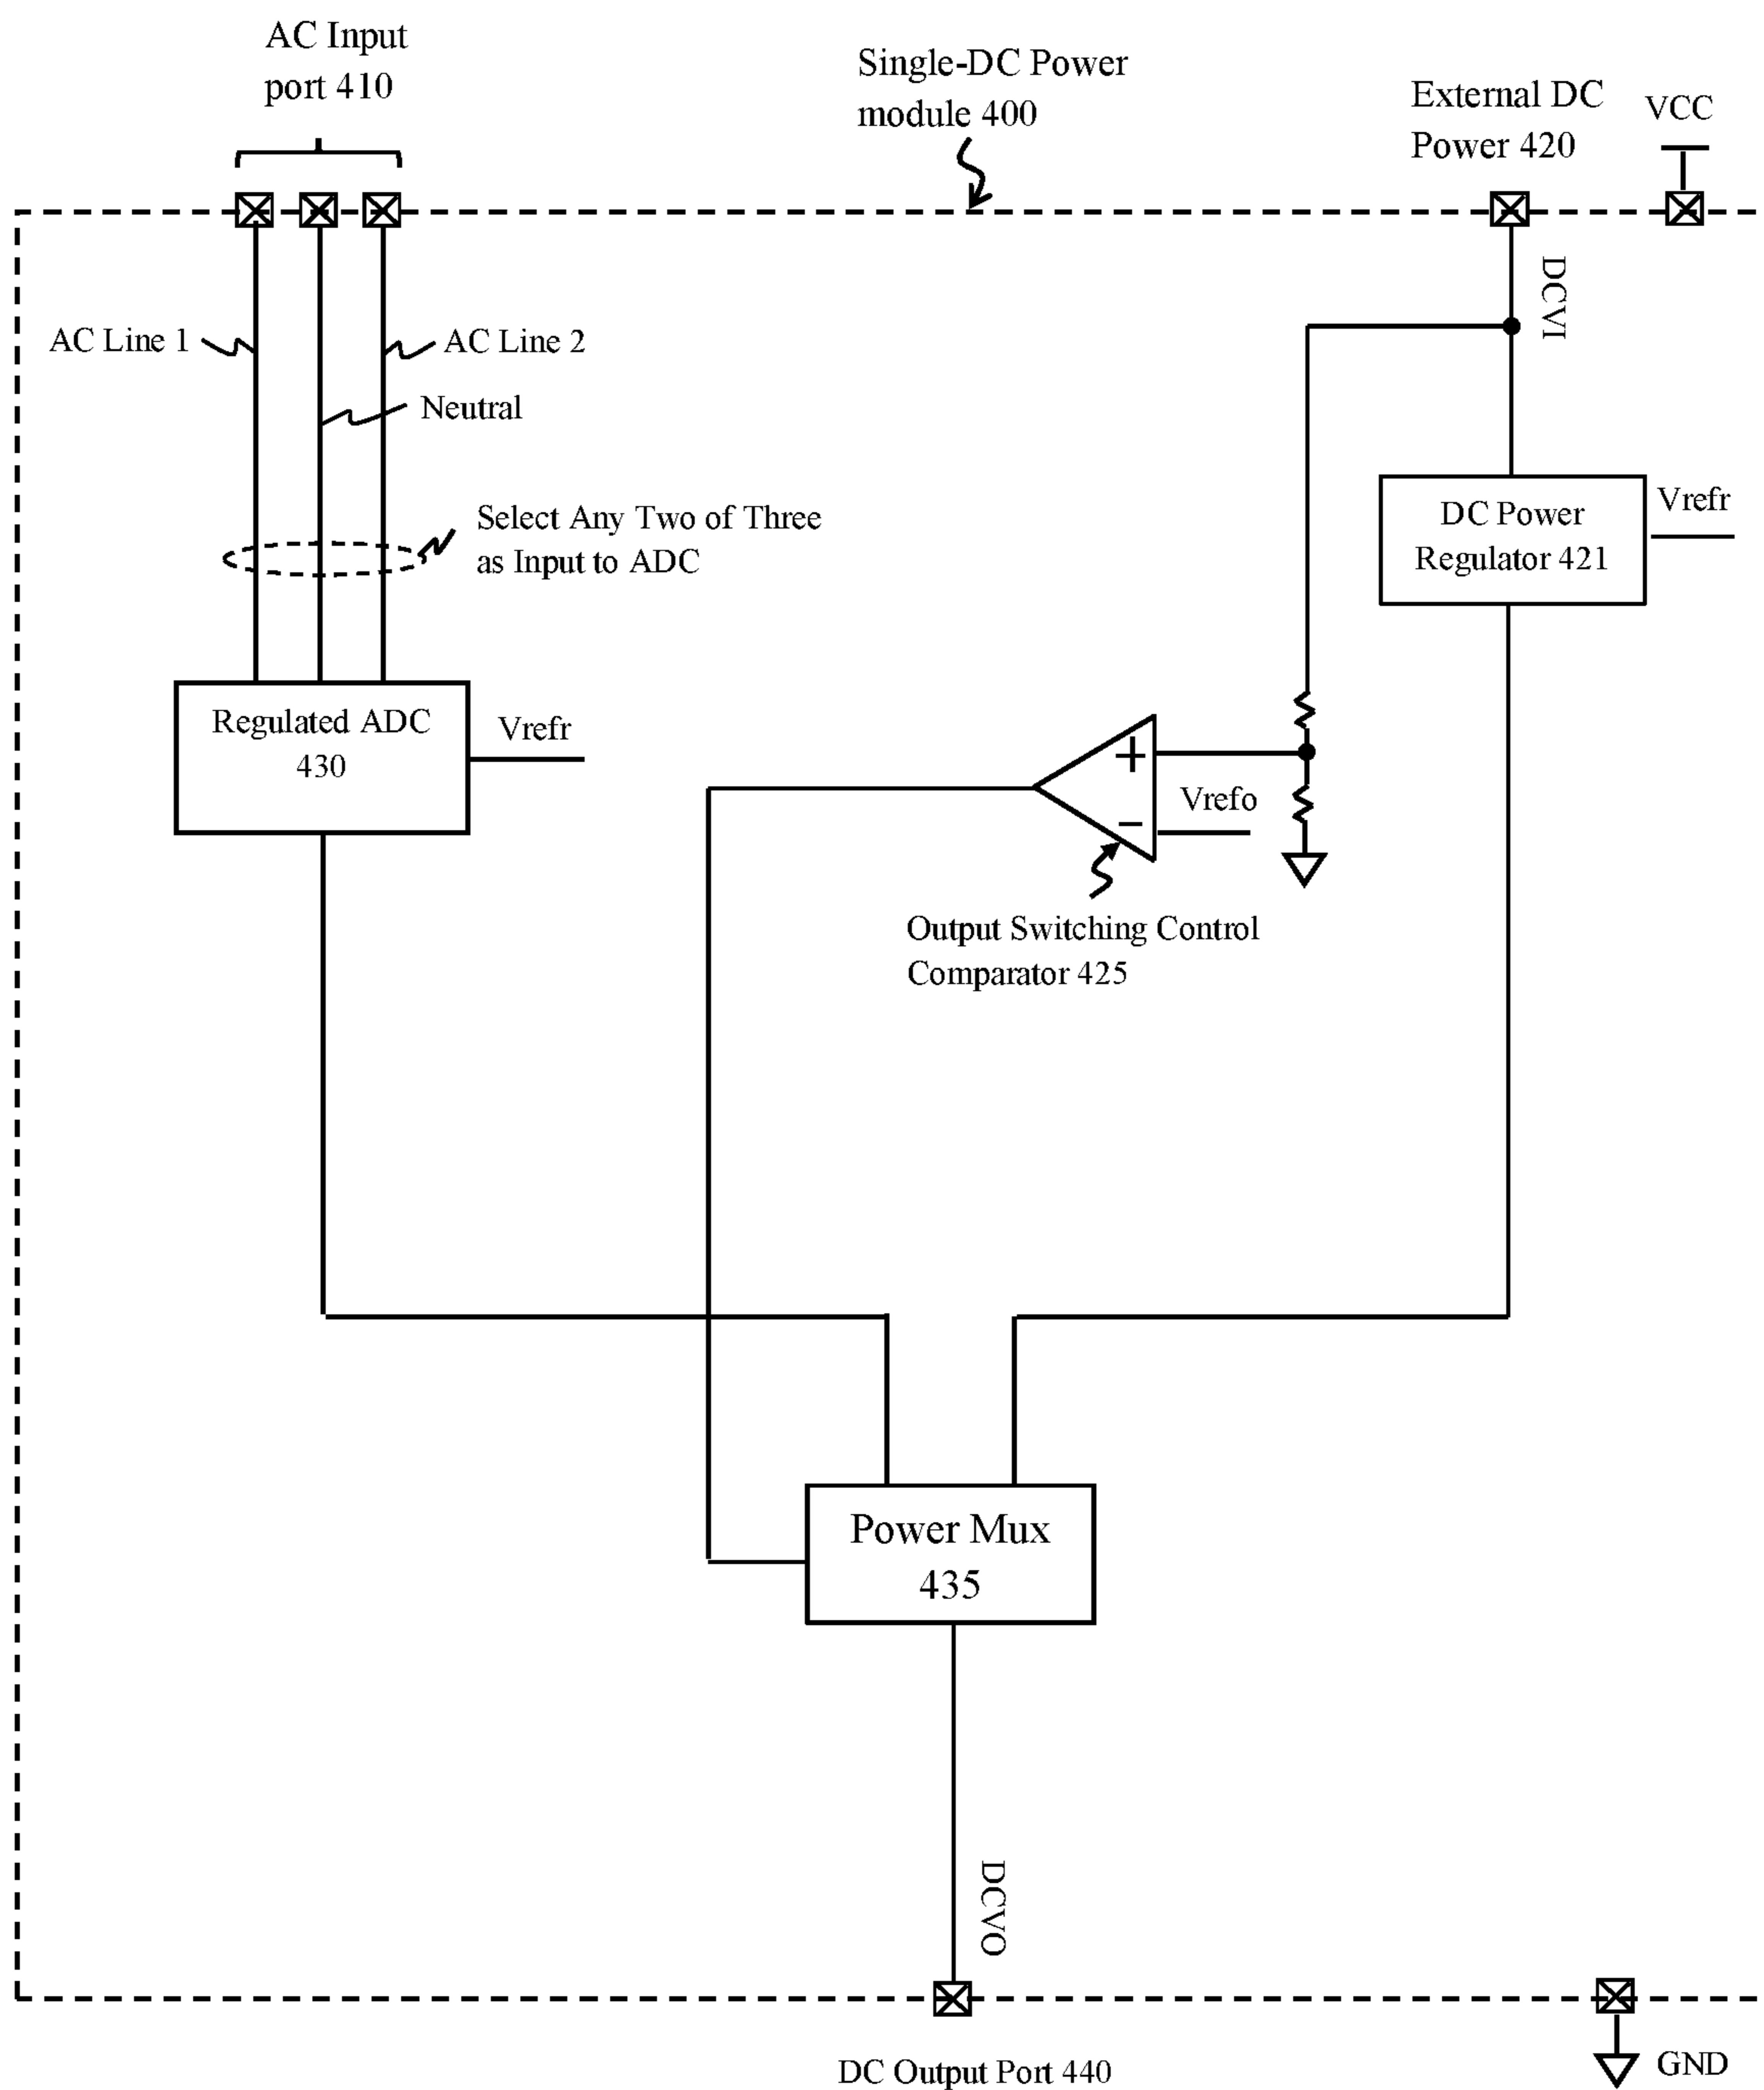 AC Input
port 410
Single-DC Power
module 400
External DC
Power 420
VCC
DCVI
AC Line 1
AC Line 2
Neutral
Select Any Two of Three
as Input to ADC
DC Power
Regulator 421
Vrefr
Regulated ADC
430
Vrefr
+
Vrefo
−
Output Switching Control
Comparator 425
Power Mux
435
DCVO
DC Output Port 440
GND